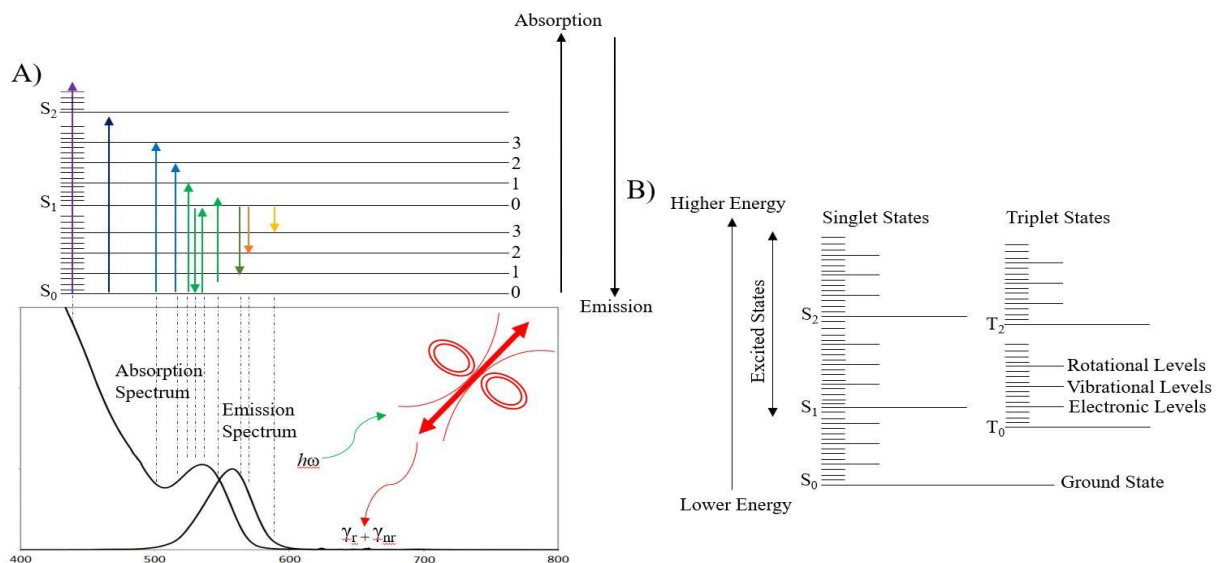 A)
Absorption
Emission
S2
S1
S0
3
2
1
0
3
2
1
0
Absorption
Spectrum
Emission
Spectrum
hω
γr + γnr
400
500
600
700
800
B)
Higher Energy
Lower Energy
Excited States
Singlet States
Triplet States
S2
S1
S0
T2
T0
Rotational Levels
Vibrational Levels
Electronic Levels
Ground State